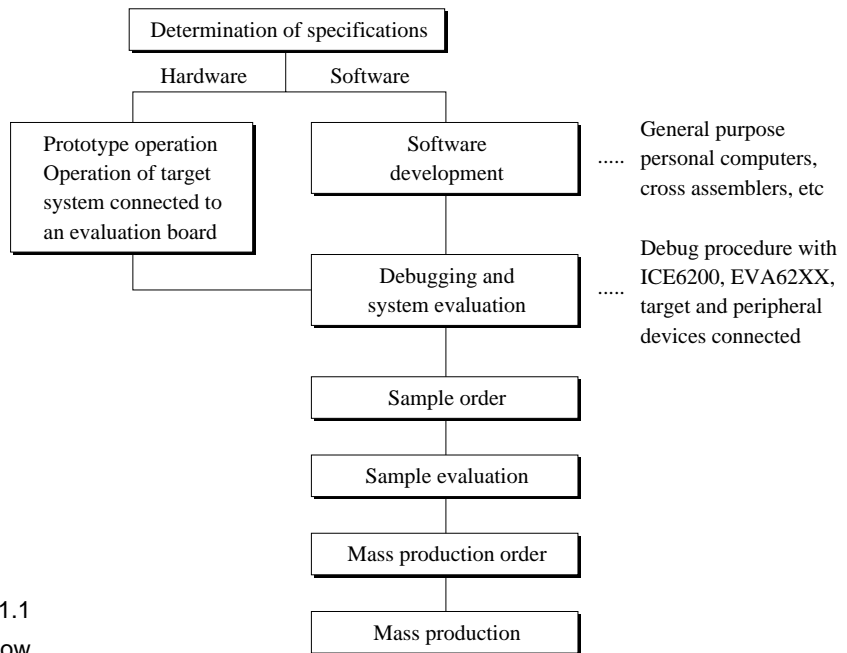 Determination of specifications
Hardware
Software
Prototype operation
Operation of target
system connected to
an evaluation board
Software
development
.....
General purpose
personal computers,
cross assemblers, etc
Debugging and
system evaluation
.....
Debug procedure with
ICE6200, EVA62XX,
target and peripheral
devices connected
Sample order
Sample evaluation
Mass production order
Mass production
1.1